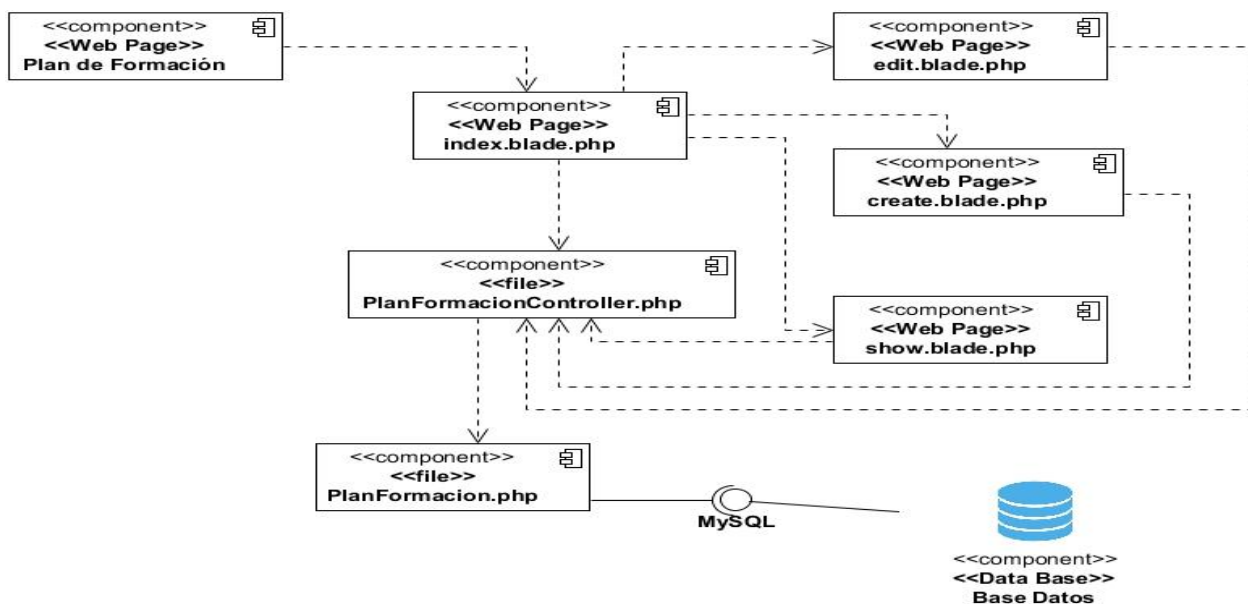 <<component>>
<<Web Page>>
Plan de Formación
<<component>>
<<Web Page>>
edit.blade.php
<<component>>
<<Web Page>>
index.blade.php
<<component>>
<<Web Page>>
create.blade.php
<<component>>
<<file>>
PlanFormacionController.php
<<component>>
<<Web Page>>
show.blade.php
<<component>>
<<file>>
PlanFormacion.php
MySQL
<<component>>
<<Data Base>>
Base Datos